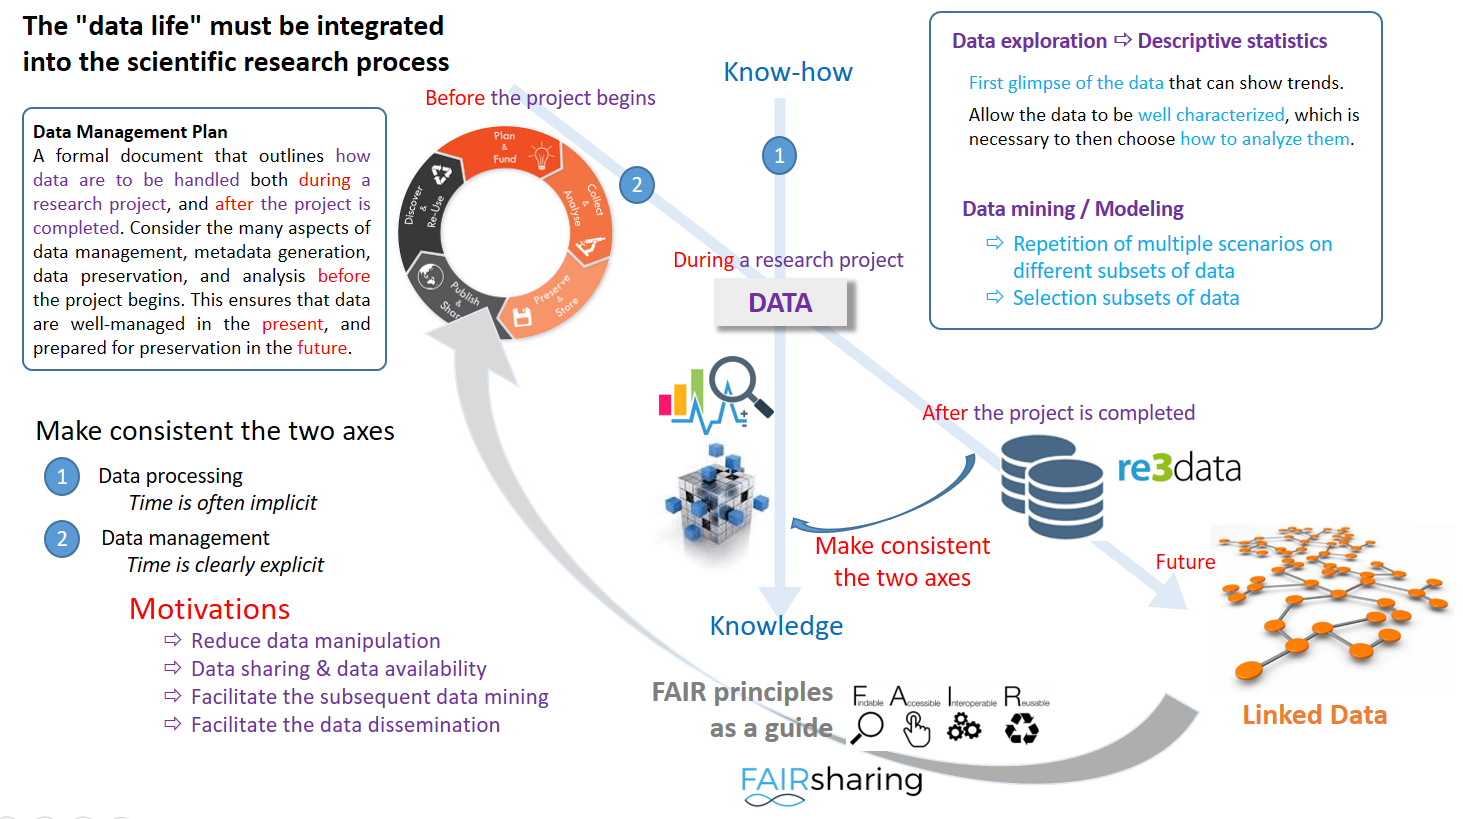 The "data life" must be integrated
into the scientific research process
Data Management Plan
A formal document that outlines how
data are to be handled both during a
research project, and after the project is
completed. Consider the many aspects of
data management, metadata generation,
data preservation, and analysis before
the project begins. This ensures that data
are well-managed in the present, and
prepared for preservation in the future.
Before the project begins
Plan
&
Fund
Collect
&
Analyse
Preserve
&
Store
Publish
&
Shar
Discover
&
Re-Use
Know-how
1
2
During a research project
DATA
Data exploration ⇨ Descriptive statistics
First glimpse of the data that can show trends.
Allow the data to be well characterized, which is
necessary to then choose how to analyze them.
Data mining / Modeling
⇨ Repetition of multiple scenarios on
different subsets of data
⇨ Selection subsets of data
After the project is completed
re3data
Make consistent
the two axes
Future
Linked Data
Knowledge
Make consistent the two axes
1 Data processing
Time is often implicit
2 Data management
Time is clearly explicit
Motivations
⇨ Reduce data manipulation
⇨ Data sharing & data availability
⇨ Facilitate the subsequent data mining
⇨ Facilitate the data dissemination
FAIR principles
as a guide
Findable Accessible Interoperable Reusable
FAIRsharing